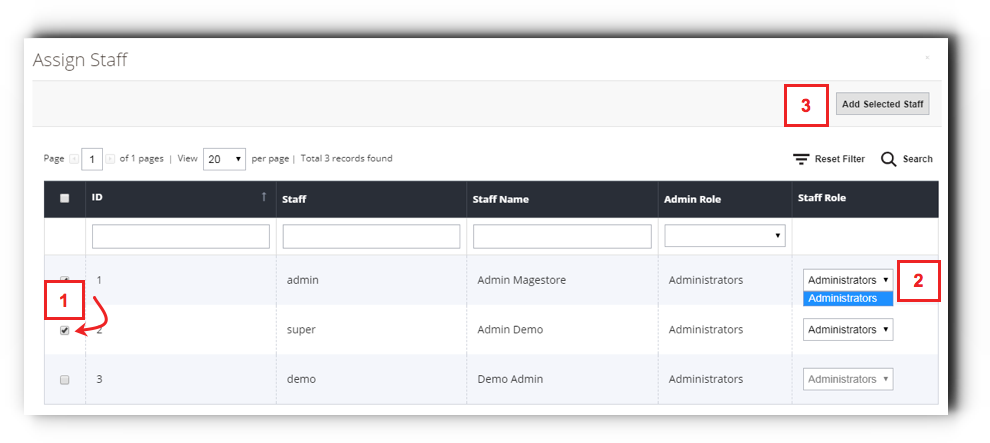 Assign Staff
3 Add Selected Staff
Page 1 of 1 pages | View 20 per page | Total 3 records found Reset Filter Search
ID Staff Staff Name Admin Role Staff Role
1 admin Admin Magestore Administrators Administrators 2
Administrators
1
2 super Admin Demo Administrators Administrators
3 demo Demo Admin Administrators Administrators